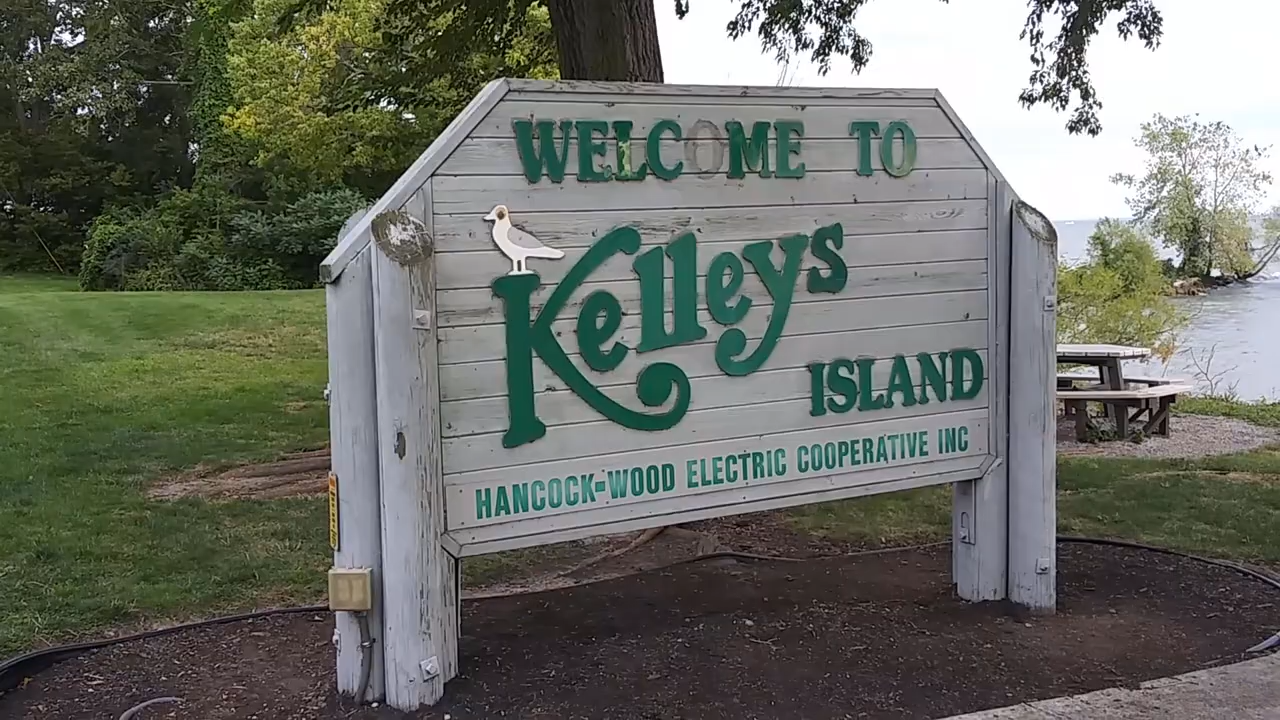 WELCOME TO
Kelleys
ISLAND
HANCOCK-WOOD ELECTRIC COOPERATIVE INC